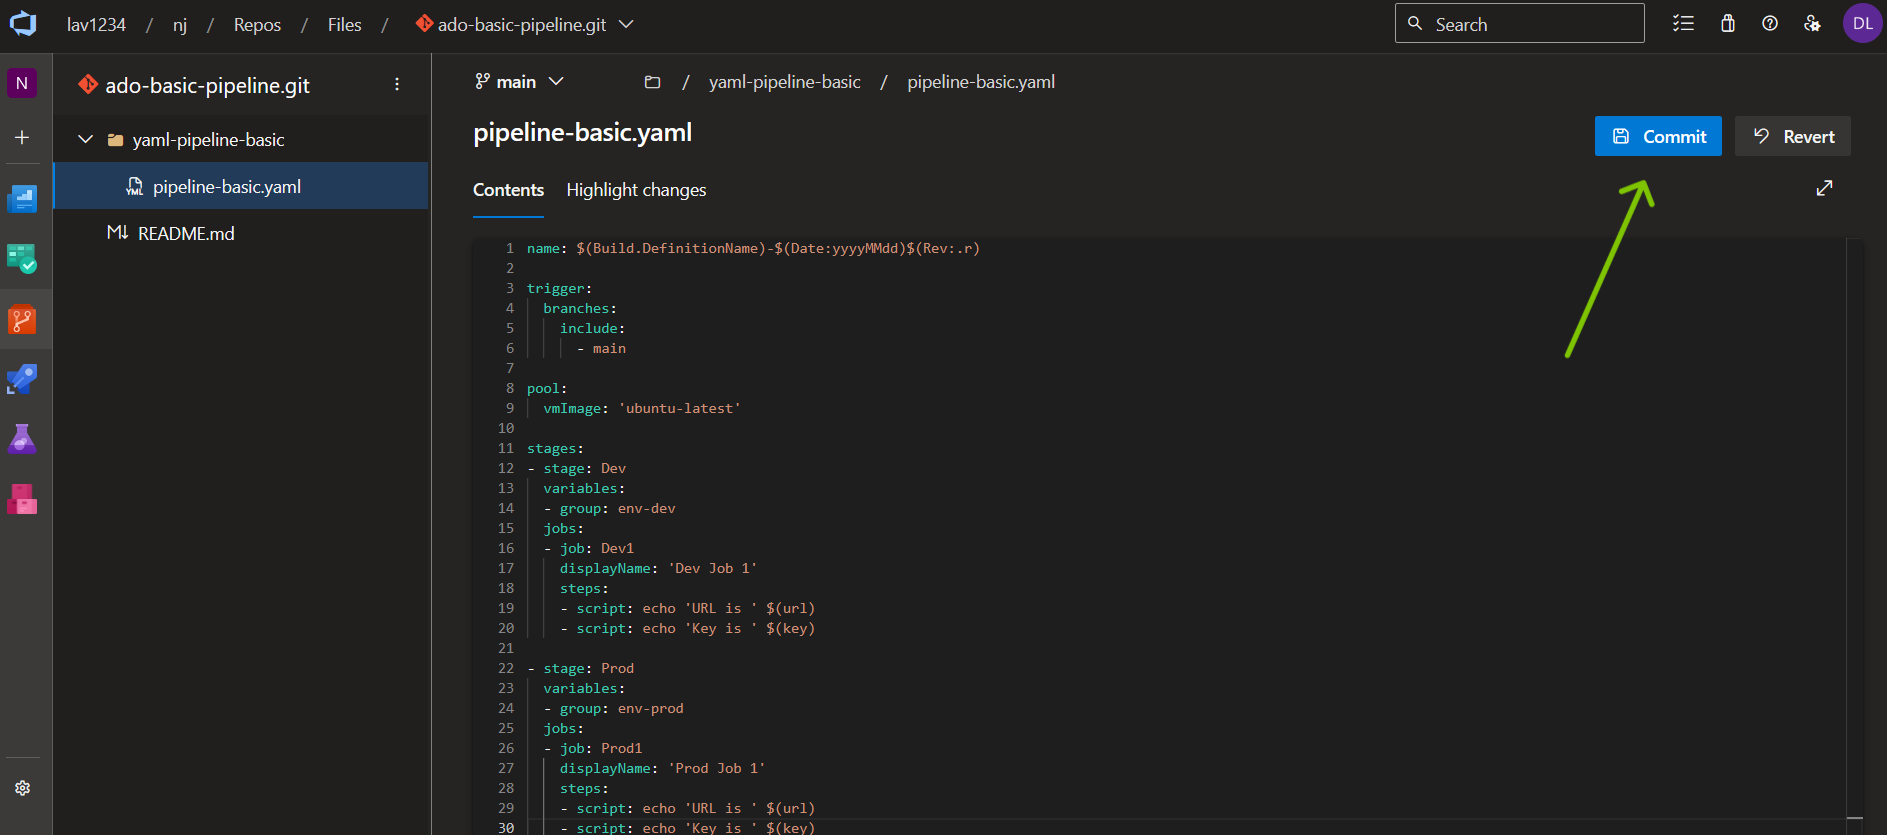 lav1234 / nj / Repos / Files / ado-basic-pipeline.git
Search
DL
N
ado-basic-pipeline.git
yaml-pipeline-basic
YML pipeline-basic.yaml
M↓ README.md
main
/ yaml-pipeline-basic / pipeline-basic.yaml
pipeline-basic.yaml
Commit
Revert
Contents
Highlight changes
1 name: $(Build.DefinitionName)-$(Date:yyyyMMdd)$(Rev:.r)
2
3 trigger:
4 branches:
5 include:
6 - main
7
8 pool:
9 vmImage: 'ubuntu-latest'
10
11 stages:
12 - stage: Dev
13 variables:
14 - group: env-dev
15 jobs:
16 - job: Dev1
17 displayName: 'Dev Job 1'
18 steps:
19 - script: echo 'URL is ' $(url)
20 - script: echo 'Key is ' $(key)
21
22 - stage: Prod
23 variables:
24 - group: env-prod
25 jobs:
26 - job: Prod1
27 displayName: 'Prod Job 1'
28 steps:
29 - script: echo 'URL is ' $(url)
30 - script: echo 'Key is ' $(key)